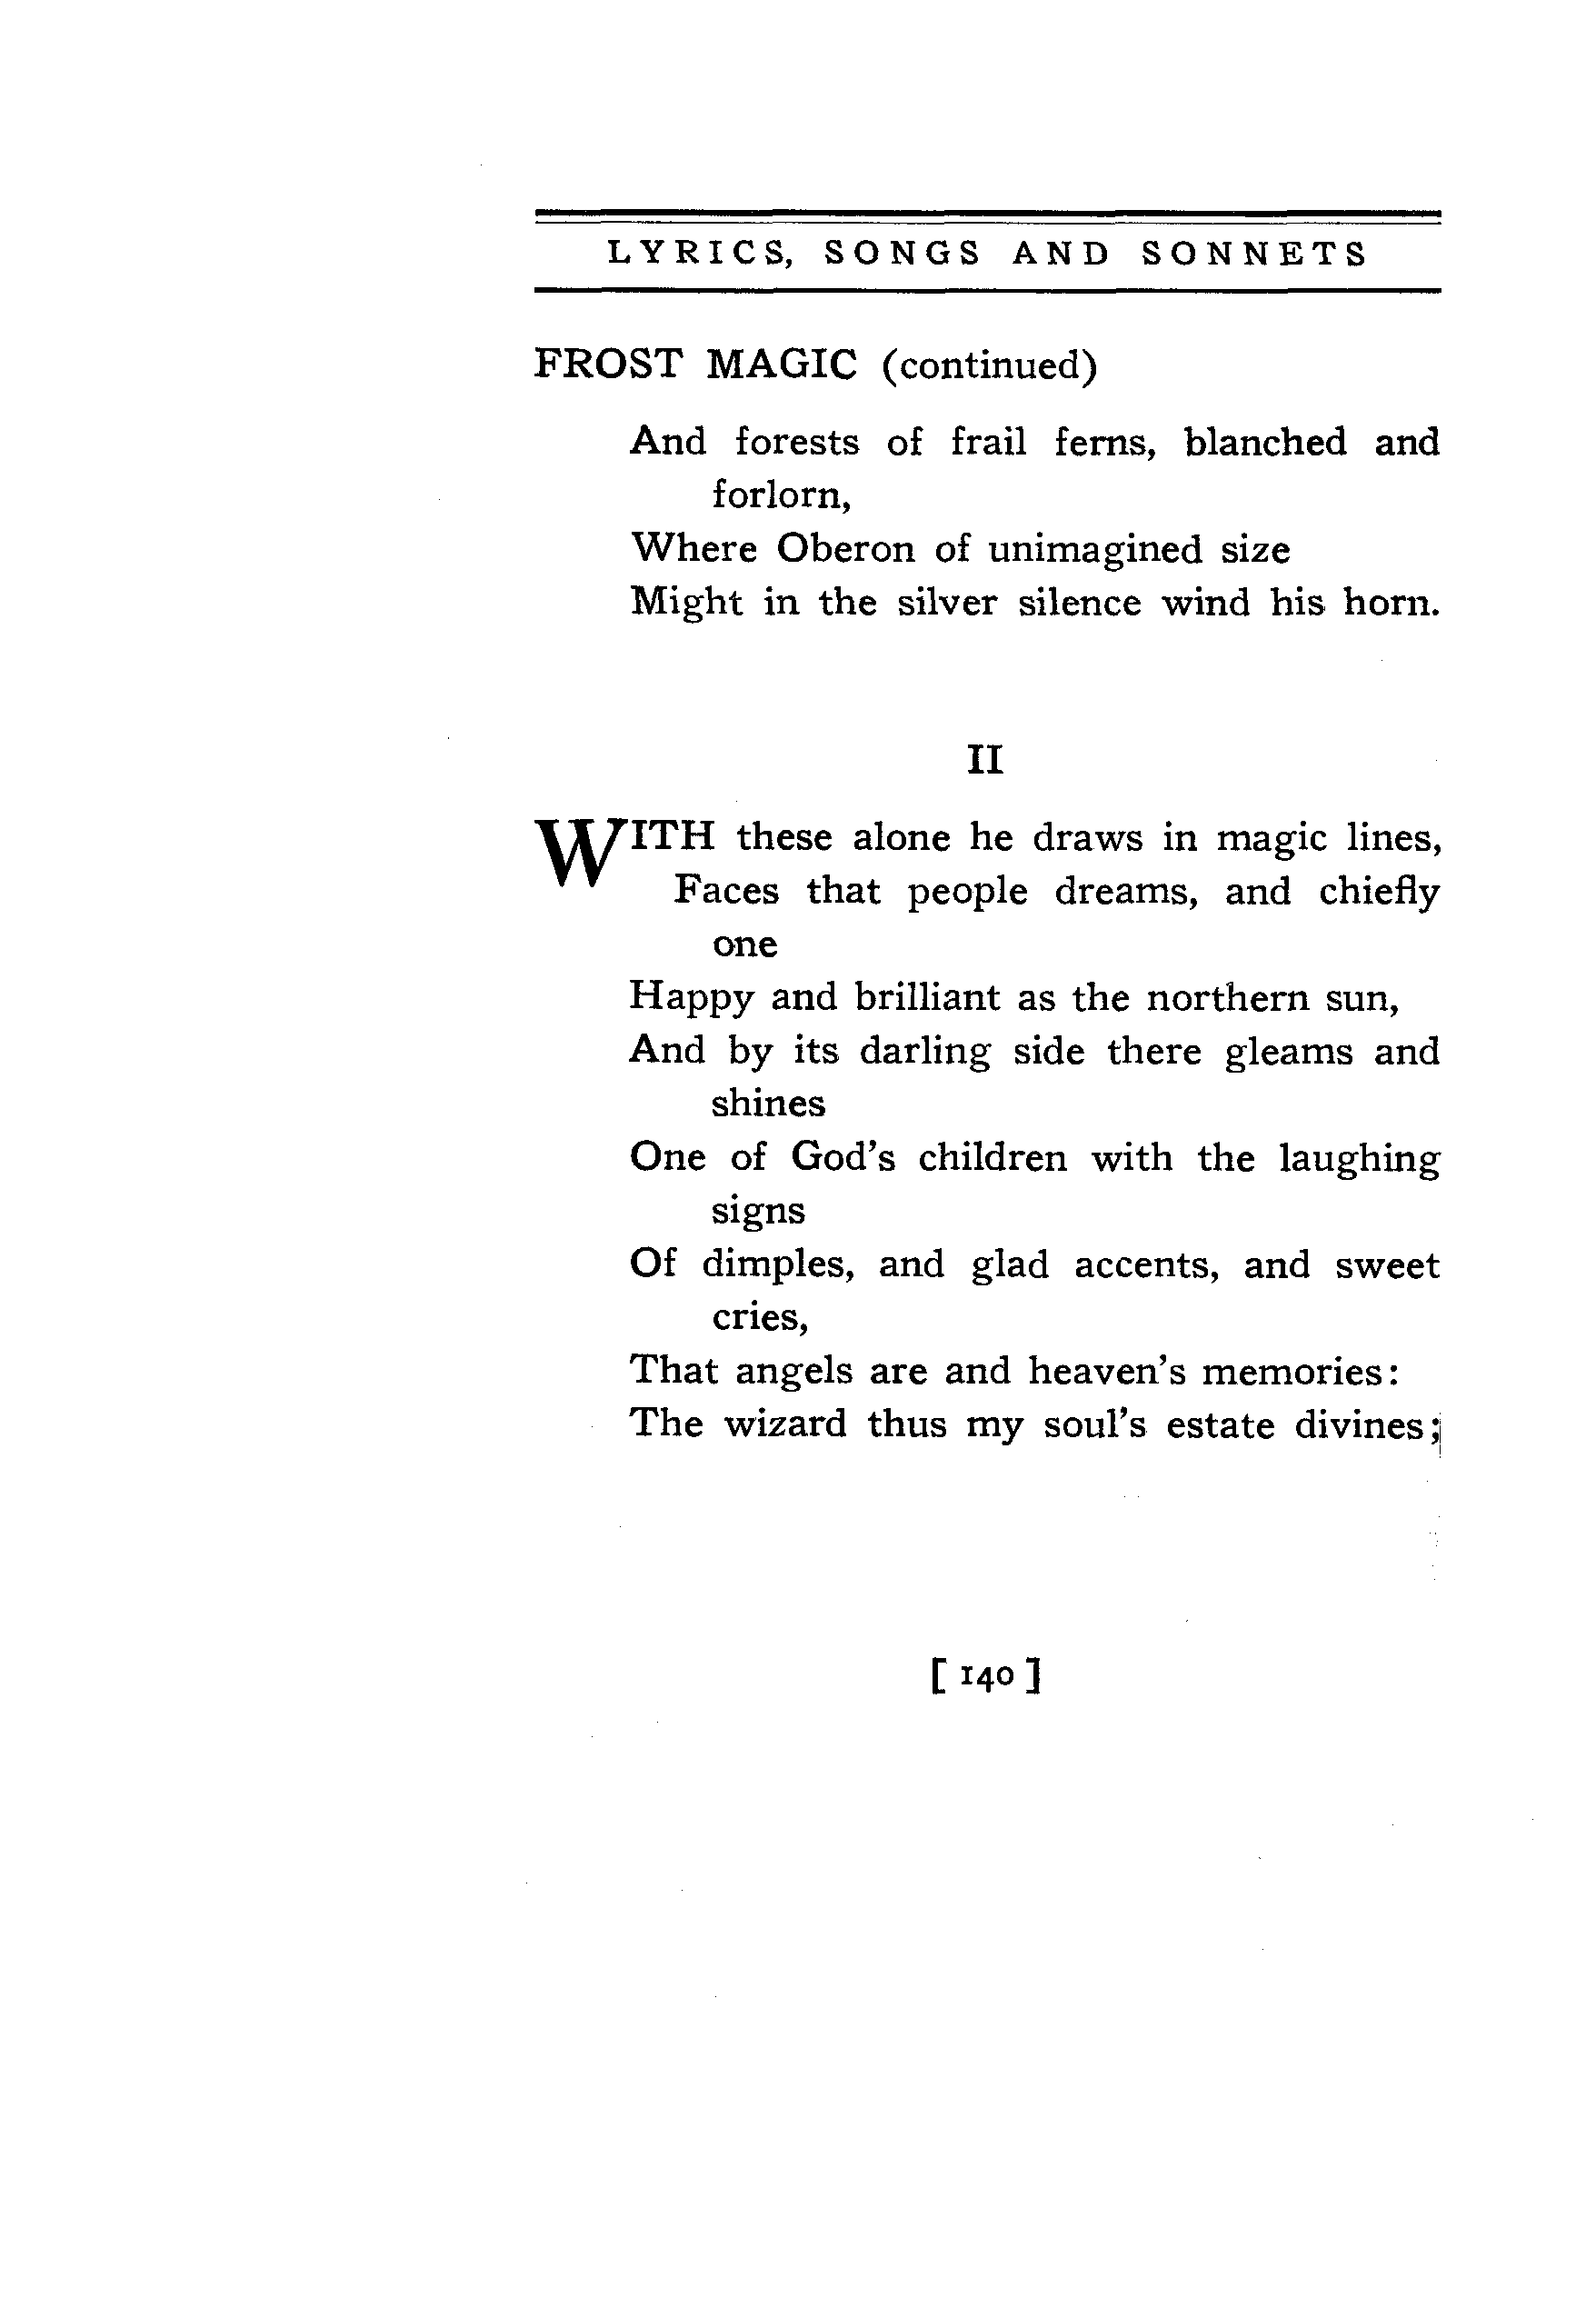 LYRICS, SONGS AND SONNETS
FROST MAGIC (continued)
And forests of frail ferns, blanched and
forlorn,
Where Oberon of unimagined size
Might in the silver silence wind his horn.
II
WITH these alone he draws in magic lines,
Faces that people dreams, and chiefly
one
Happy and brilliant as the northern sun,
And by its darling side there gleams and
shines
One of God's children with the laughing
signs
Of dimples, and glad accents, and sweet
cries,
That angels are and heaven's memories:
The wizard thus my soul's estate divines;
[ 140 ]